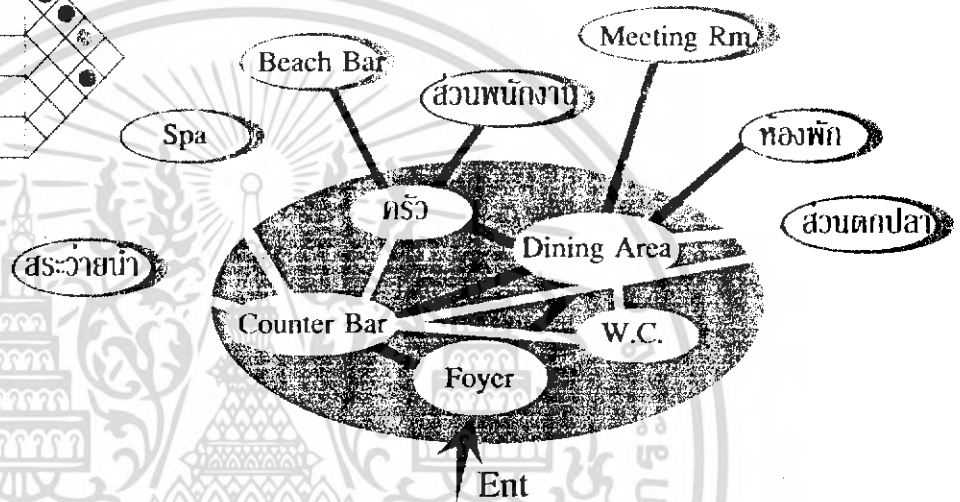 Meeting Rm.
Beach Bar
ส่วนพนักงาน
Spa
ห้องพัก
ครัว
ส่วนตกปลา
Dining Area
สระว่ายน้ำ
Counter Bar
W.C.
Foyer
Ent